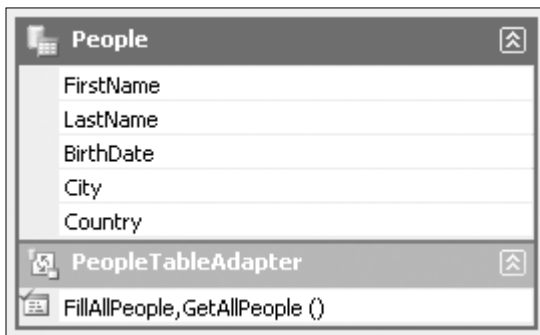 People
FirstName
LastName
BirthDate
City
Country
PeopleTableAdapter
FillAllPeople,GetAllPeople ()